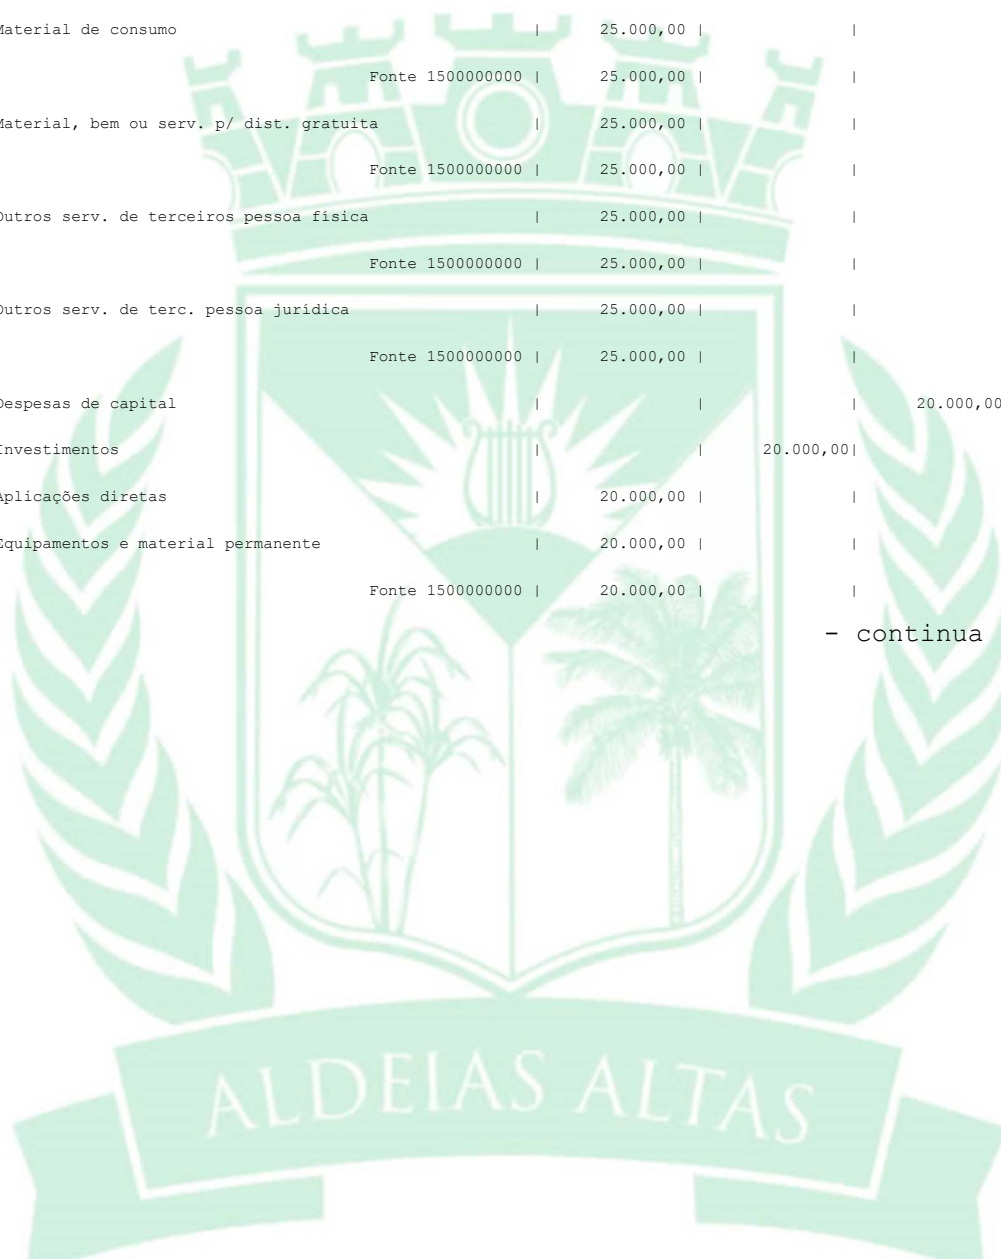 Material de consumo | 25.000,00 | |
Fonte 1500000000 | 25.000,00 | |
Material, bem ou serv. p/ dist. gratuita | 25.000,00 | |
Fonte 1500000000 | 25.000,00 | |
Outros serv. de terceiros pessoa física | 25.000,00 | |
Fonte 1500000000 | 25.000,00 | |
Outros serv. de terc. pessoa jurídica | 25.000,00 | |
Fonte 1500000000 | 25.000,00 | |
Despesas de capital | | | 20.000,00
Investimentos | | 20.000,00|
Aplicações diretas | 20.000,00 | |
Equipamentos e material permanente | 20.000,00 | |
Fonte 1500000000 | 20.000,00 | |
- continua
ALDEIAS ALTAS